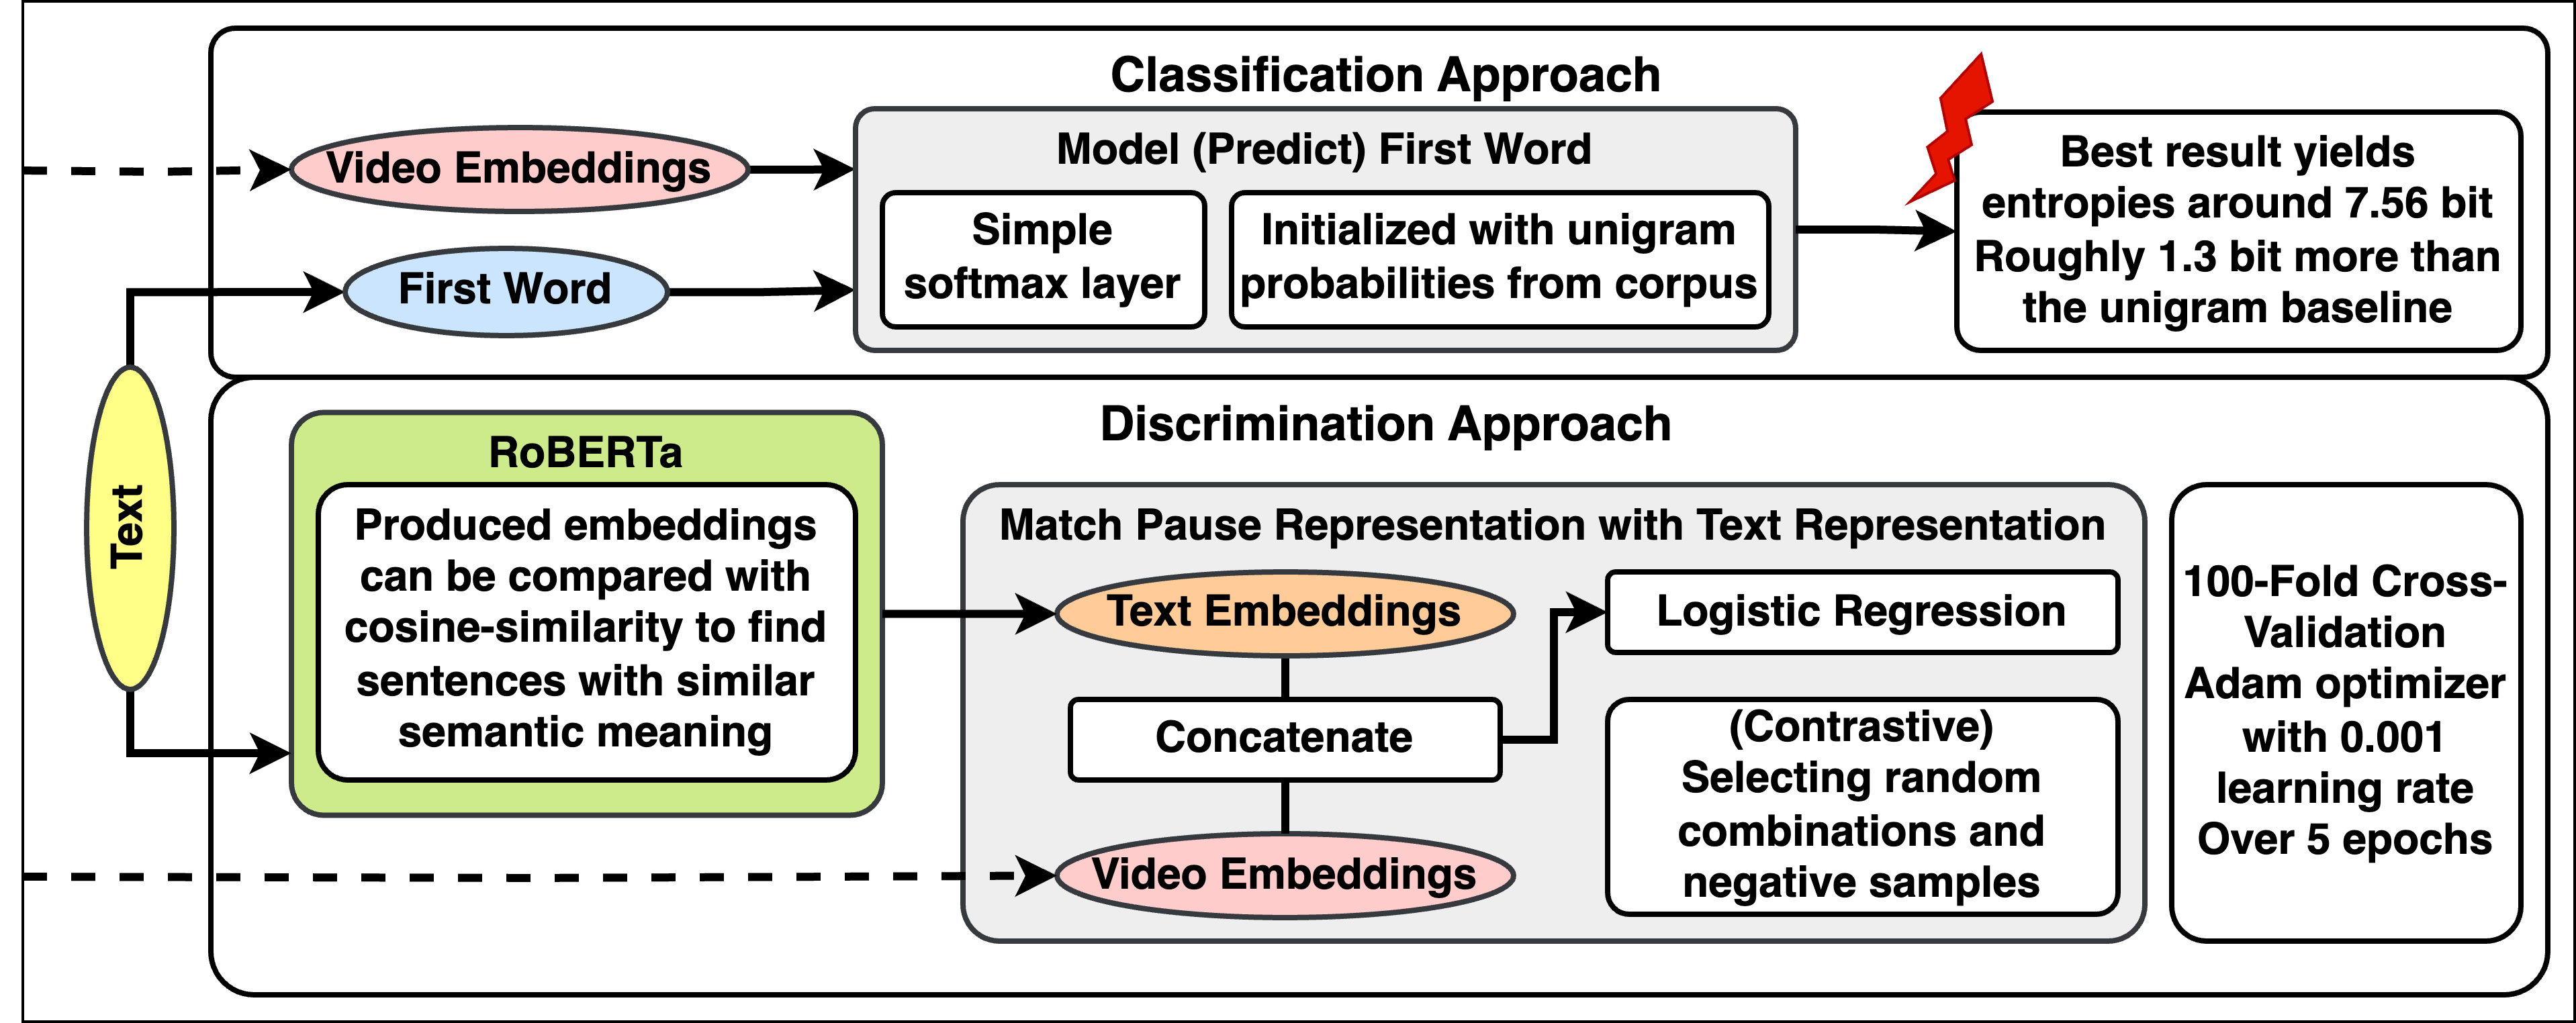 Classification Approach
Video Embeddings
First Word
Model (Predict) First Word
Simple
softmax layer
Initialized with unigram
probabilities from corpus
Best result yields
entropies around 7.56 bit
Roughly 1.3 bit more than
the unigram baseline
Text
Discrimination Approach
RoBERTa
Produced embeddings
can be compared with
cosine-similarity to find
sentences with similar
semantic meaning
Match Pause Representation with Text Representation
Text Embeddings
Concatenate
Video Embeddings
Logistic Regression
(Contrastive)
Selecting random
combinations and
negative samples
100-Fold Cross-
Validation
Adam optimizer
with 0.001
learning rate
Over 5 epochs